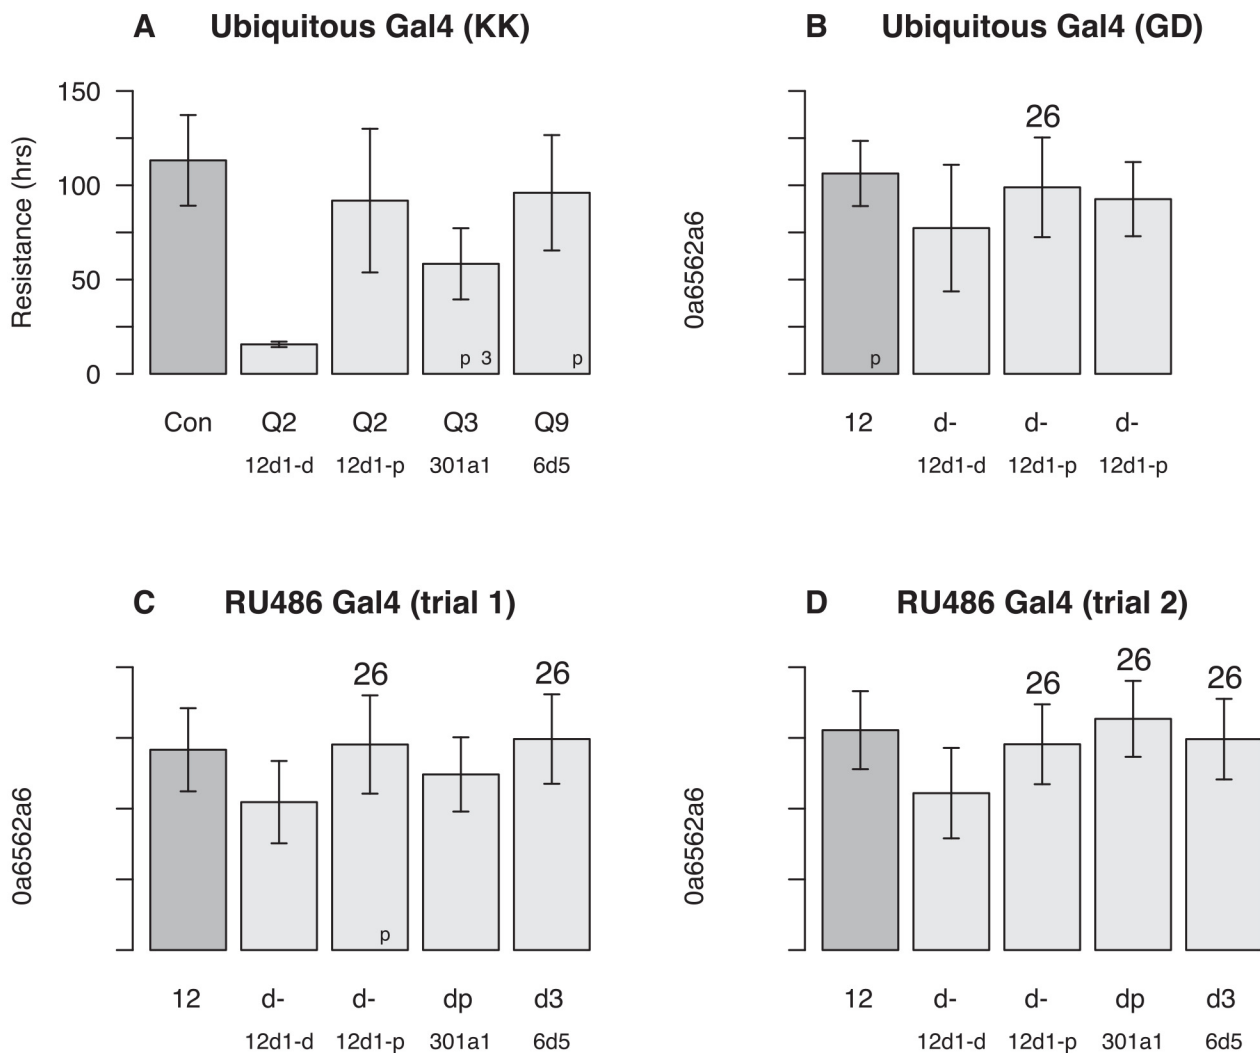 A Ubiquitous Gal4 (KK)
Resistance (hrs)
150
100
50
0
p 3
p
Con Q2 Q2 Q3 Q9
12d1-d 12d1-p 301a1 6d5
B Ubiquitous Gal4 (GD)
0a6562a6
26
p
12 d- d- d-
12d1-d 12d1-p 12d1-p
C RU486 Gal4 (trial 1)
0a6562a6
26 26
p
12 d- d- dp d3
12d1-d 12d1-p 301a1 6d5
D RU486 Gal4 (trial 2)
0a6562a6
26 26 26
12 d- d- dp d3
12d1-d 12d1-p 301a1 6d5